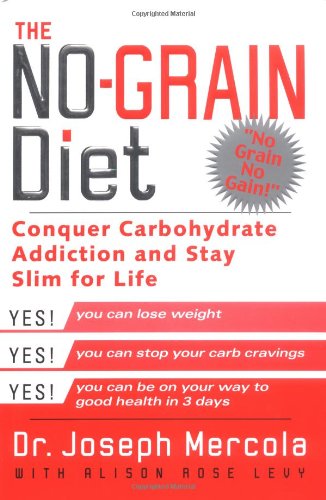 THE
NO-GRAIN
Diet
"No
Grain
No
Gain!"
Conquer Carbohydrate
Addiction and Stay
Slim for Life
YES! you can lose weight
YES! you can stop your carb cravings
YES! you can be on your way to
good health in 3 days
Dr. Joseph Mercola
WITH ALISON ROSE LEVY